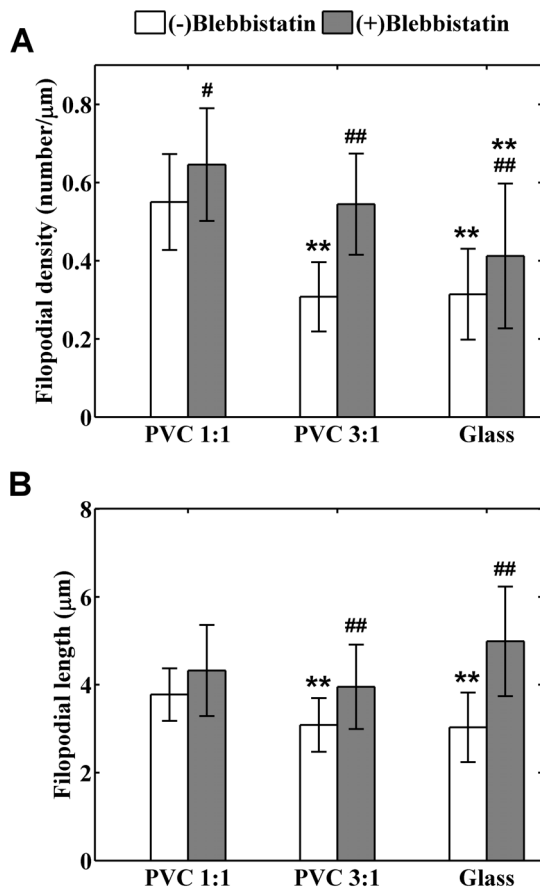 (-)Blebbistatin (+)Blebbistatin
A
Filopodial density (number/μm)
0.8
0.6
0.4
0.2
0
#
** ##
** ** ##
PVC 1:1 PVC 3:1 Glass
B
Filopodial length (μm)
8
6
4
2
0
** ##
** ##
PVC 1:1 PVC 3:1 Glass